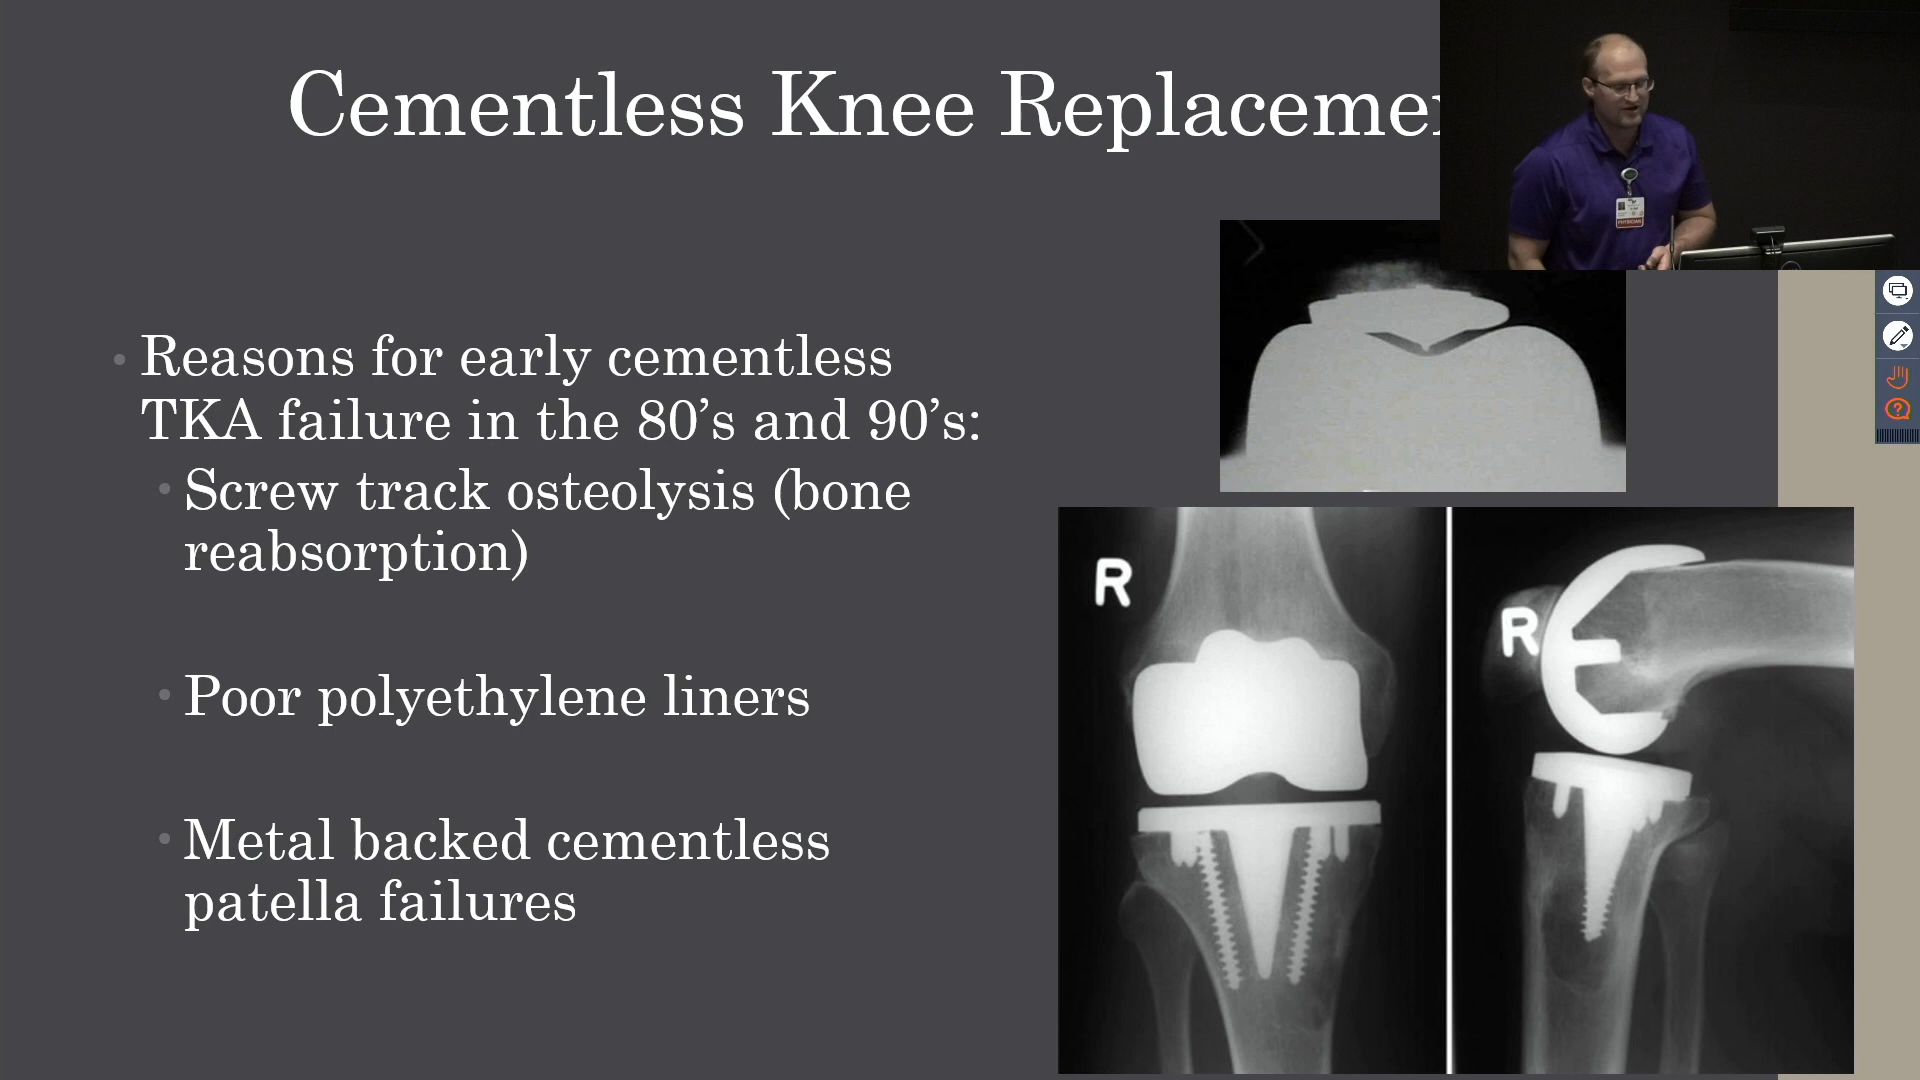 Cementless Knee Replaceme
• Reasons for early cementless
TKA failure in the 80’s and 90’s:
• Screw track osteolysis (bone
reabsorption)
• Poor polyethylene liners
• Metal backed cementless
patella failures
R
R
PHYSICIAN
?